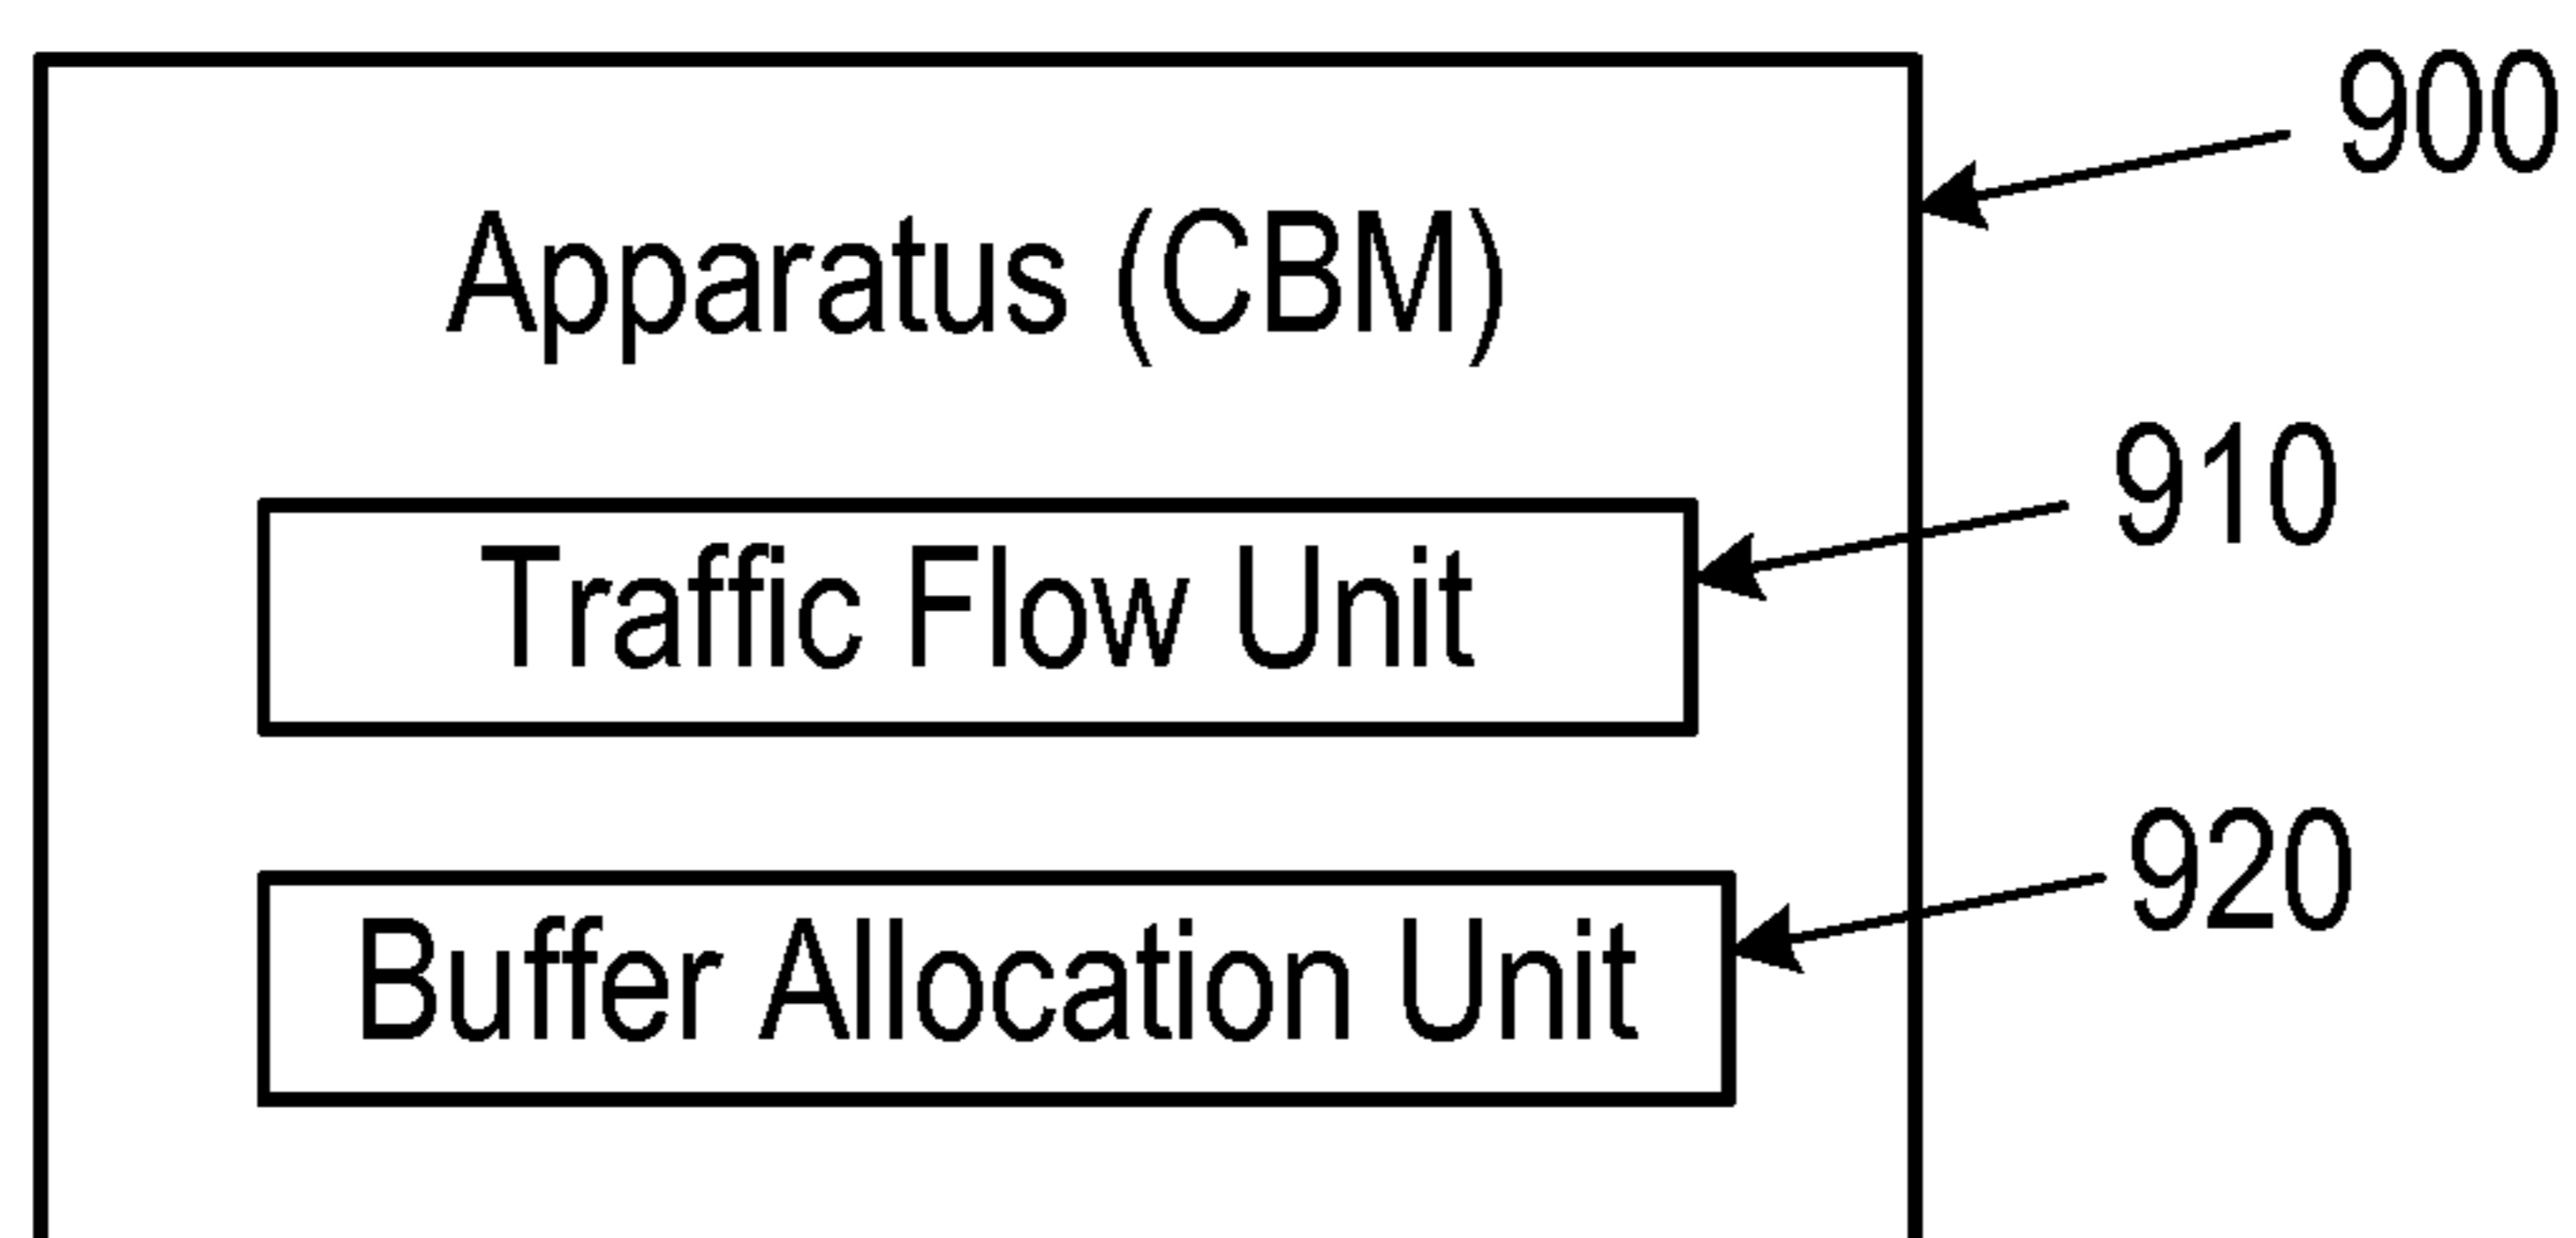 900
Apparatus (CBM)
910
Traffic Flow Unit
920
Buffer Allocation Unit